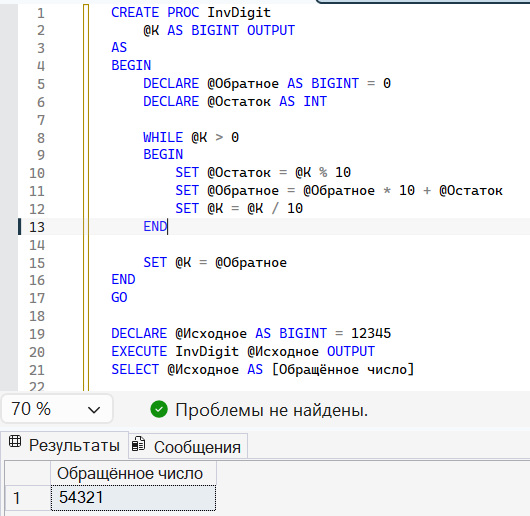 1 CREATE PROC InvDigit
2 @K AS BIGINT OUTPUT
3 AS
4 BEGIN
5 DECLARE @Обратное AS BIGINT = 0
6 DECLARE @Остаток AS INT
7
8 WHILE @K > 0
9 BEGIN
10 SET @Остаток = @K % 10
11 SET @Обратное = @Обратное * 10 + @Остаток
12 SET @K = @K / 10
13 END
14
15 SET @K = @Обратное
16 END
17 GO
18
19 DECLARE @Исходное AS BIGINT = 12345
20 EXECUTE InvDigit @Исходное OUTPUT
21 SELECT @Исходное AS [Обращённое число]
22
70 % Проблемы не найдены.
Результаты Сообщения
Обращённое число
1 54321